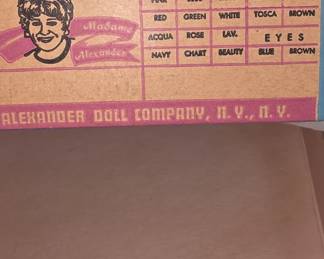 RED GREEN WHITE TOSCA BROWN
Madame
Alexander
ACQUA ROSE LAV. EYES
NAVY CHART BEAUTY BLUE BROWN
ALEXANDER DOLL COMPANY, N.Y., N.Y.